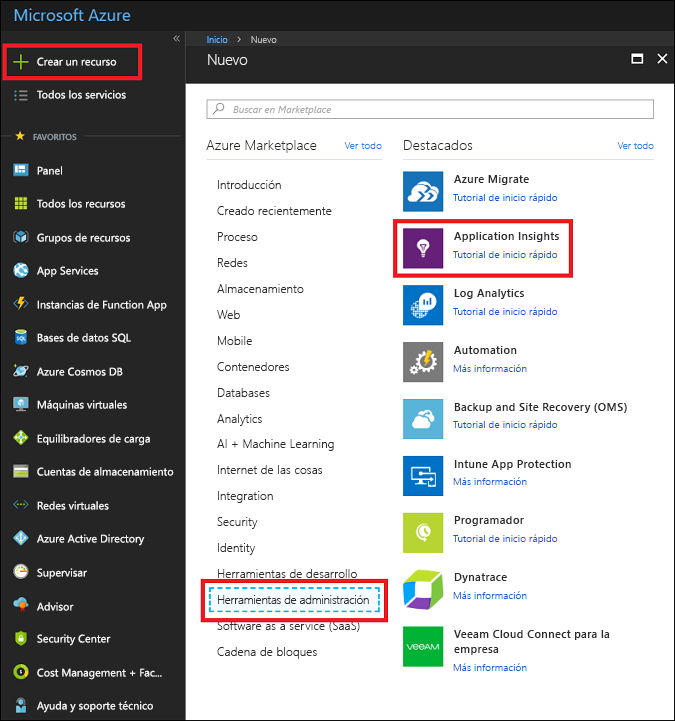 Microsoft Azure
«
Crear un recurso
Todos los servicios
FAVORITOS
Panel
Todos los recursos
Grupos de recursos
App Services
Instancias de Function App
Bases de datos SQL
Azure Cosmos DB
Máquinas virtuales
Equilibradores de carga
Cuentas de almacenamiento
Redes virtuales
Azure Active Directory
Supervisar
Advisor
Security Center
Cost Management + Fac...
Ayuda y soporte técnico
Inicio > Nuevo
Nuevo
Buscar en Marketplace
Azure Marketplace Ver todo
Introducción
Creado recientemente
Proceso
Redes
Almacenamiento
Web
Mobile
Contenedores
Databases
Analytics
AI + Machine Learning
Internet de las cosas
Integration
Security
Identity
Herramientas de desarrollo
Herramientas de administración
Software as a service (SaaS)
Cadena de bloques
Destacados Ver todo
Azure Migrate
Tutorial de inicio rápido
Application Insights
Tutorial de inicio rápido
Log Analytics
Tutorial de inicio rápido
Automation
Más información
Backup and Site Recovery (OMS)
Tutorial de inicio rápido
Intune App Protection
Más información
Programador
Tutorial de inicio rápido
Dynatrace
Más información
VEEAM
Veeam Cloud Connect para la
empresa
Más información